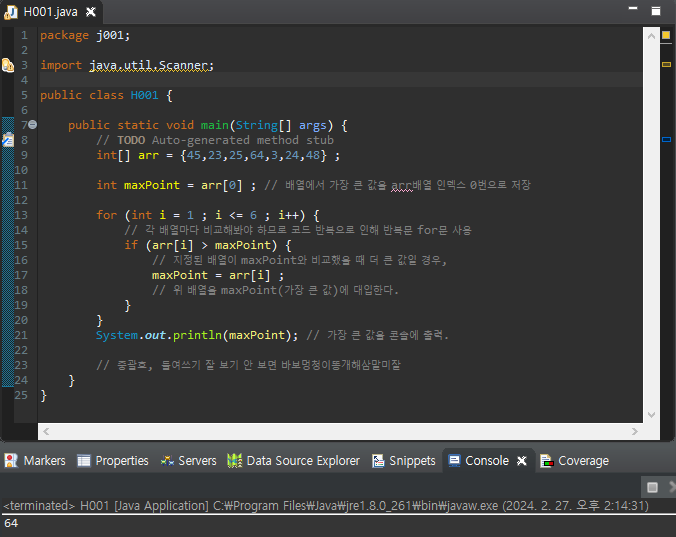 H001.java
1 package j001;
2
3 import java.util.Scanner;
4
5 public class H001 {
6
7 public static void main(String[] args) {
8 // TODO Auto-generated method stub
9 int[] arr = {45,23,25,64,3,24,48} ;
10
11 int maxPoint = arr[0] ; // 배열에서 가장 큰 값을 arr배열 인덱스 0번으로 저장
12
13 for (int i = 1 ; i <= 6 ; i++) {
14 // 각 배열마다 비교해봐야 하므로 코드 반복으로 인해 반복문 for문 사용
15 if (arr[i] > maxPoint) {
16 // 지정된 배열이 maxPoint와 비교했을 때 더 큰 값일 경우,
17 maxPoint = arr[i] ;
18 // 위 배열을 maxPoint(가장 큰 값)에 대입한다.
19 }
20 }
21 System.out.println(maxPoint); // 가장 큰 값을 콘솔에 출력.
22
23 // 중괄호, 들여쓰기 잘 보기 안 보면 바보멍청이똥개해삼말미잘
24 }
25 }
Markers Properties Servers Data Source Explorer Snippets Console Coverage
<terminated> H001 [Java Application] C:₩Program Files₩Java₩jre1.8.0_261₩bin₩javaw.exe (2024. 2. 27. 오후 2:14:31)
64